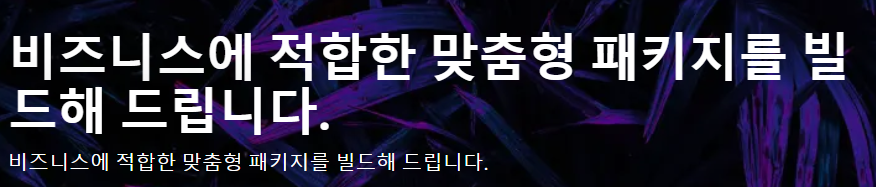 비즈니스에 적합한 맞춤형 패키지를 빌
드해 드립니다.
비즈니스에 적합한 맞춤형 패키지를 빌드해 드립니다.